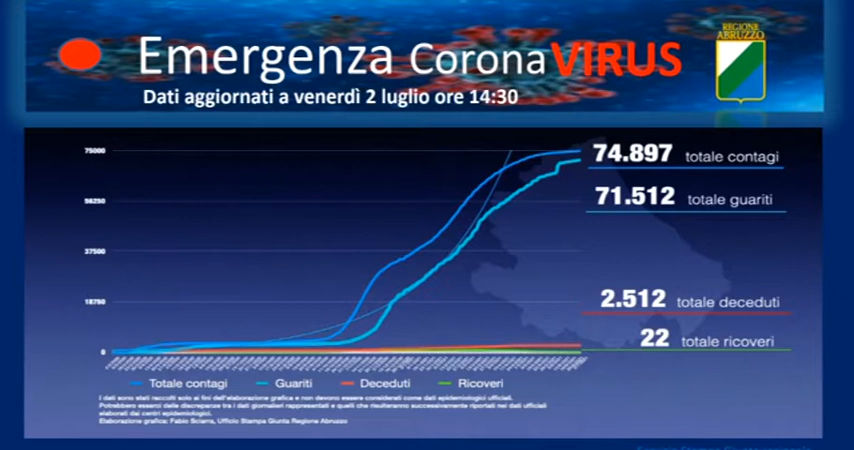 Emergenza CoronaVIRUS
REGIONE
ABRUZZO
Dati aggiornati a venerdì 2 luglio ore 14:30
75000
56250
37500
18750
0
74.897 totale contagi
71.512 totale guariti
2.512 totale deceduti
22 totale ricoveri
Totale contagi Guariti Deceduti Ricoveri
I dati sono stati raccolti solo ai fini dell'elaborazione grafica e non devono essere considerati come dati epidemiologici ufficiali.
Potrebbero esserci delle discrepanze tra i dati giornalieri rappresentati e quelli che risulteranno successivamente riportati nei dati ufficiali
elaborati dai centri epidemiologici.
Elaborazione grafica: Fabio Sciarra, Ufficio Stampa Giunta Regione Abruzzo